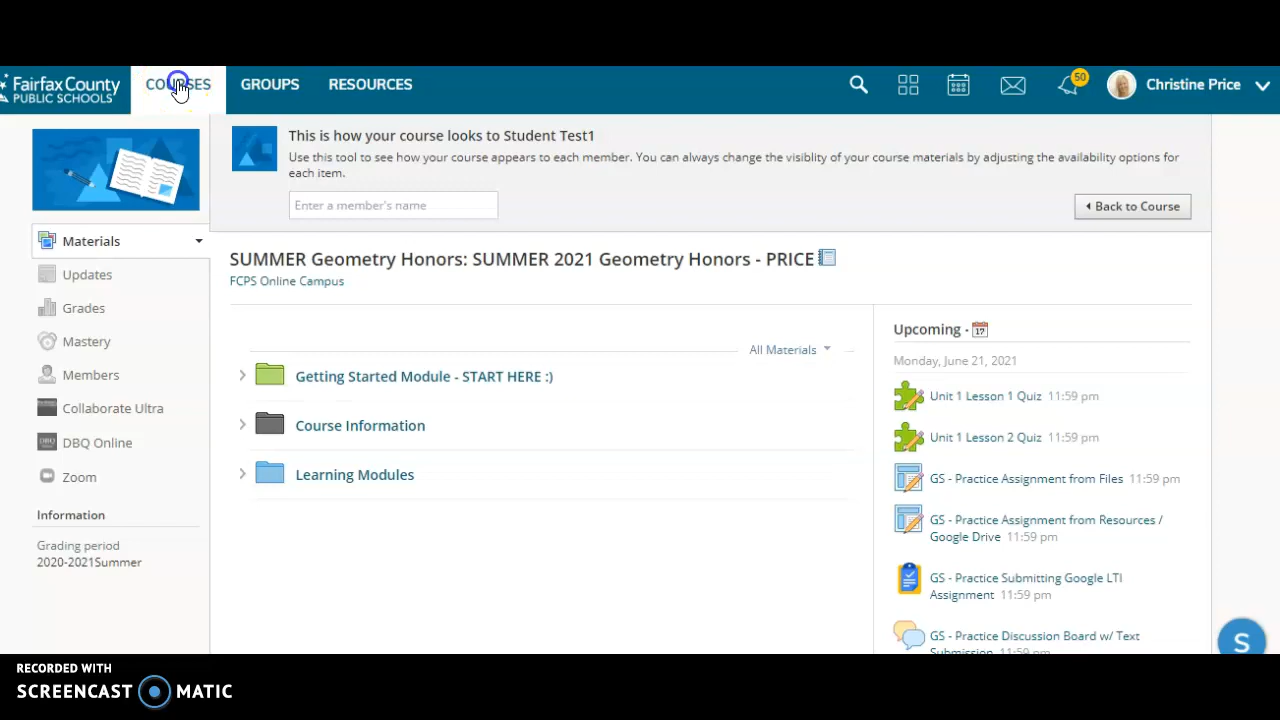 Fairfax County
PUBLIC SCHOOLS
COURSES
GROUPS
RESOURCES
50
Christine Price
This is how your course looks to Student Test1
Use this tool to see how your course appears to each member. You can always change the visiblity of your course materials by adjusting the availability options for
each item.
Enter a member's name
Back to Course
Materials
Updates
Grades
Mastery
Members
Collaborate Ultra
DBQ
DBQ Online
Zoom
Information
Grading period
2020-2021Summer
SUMMER Geometry Honors: SUMMER 2021 Geometry Honors - PRICE
FCPS Online Campus
All Materials
Getting Started Module - START HERE :)
Course Information
Learning Modules
Upcoming - 17
Monday, June 21, 2021
Unit 1 Lesson 1 Quiz 11:59 pm
Unit 1 Lesson 2 Quiz 11:59 pm
GS - Practice Assignment from Files 11:59 pm
GS - Practice Assignment from Resources /
Google Drive 11:59 pm
GS - Practice Submitting Google LTI
Assignment 11:59 pm
GS - Practice Discussion Board w/ Text
Submission 11:59 pm
S
RECORDED WITH
SCREENCAST MATIC